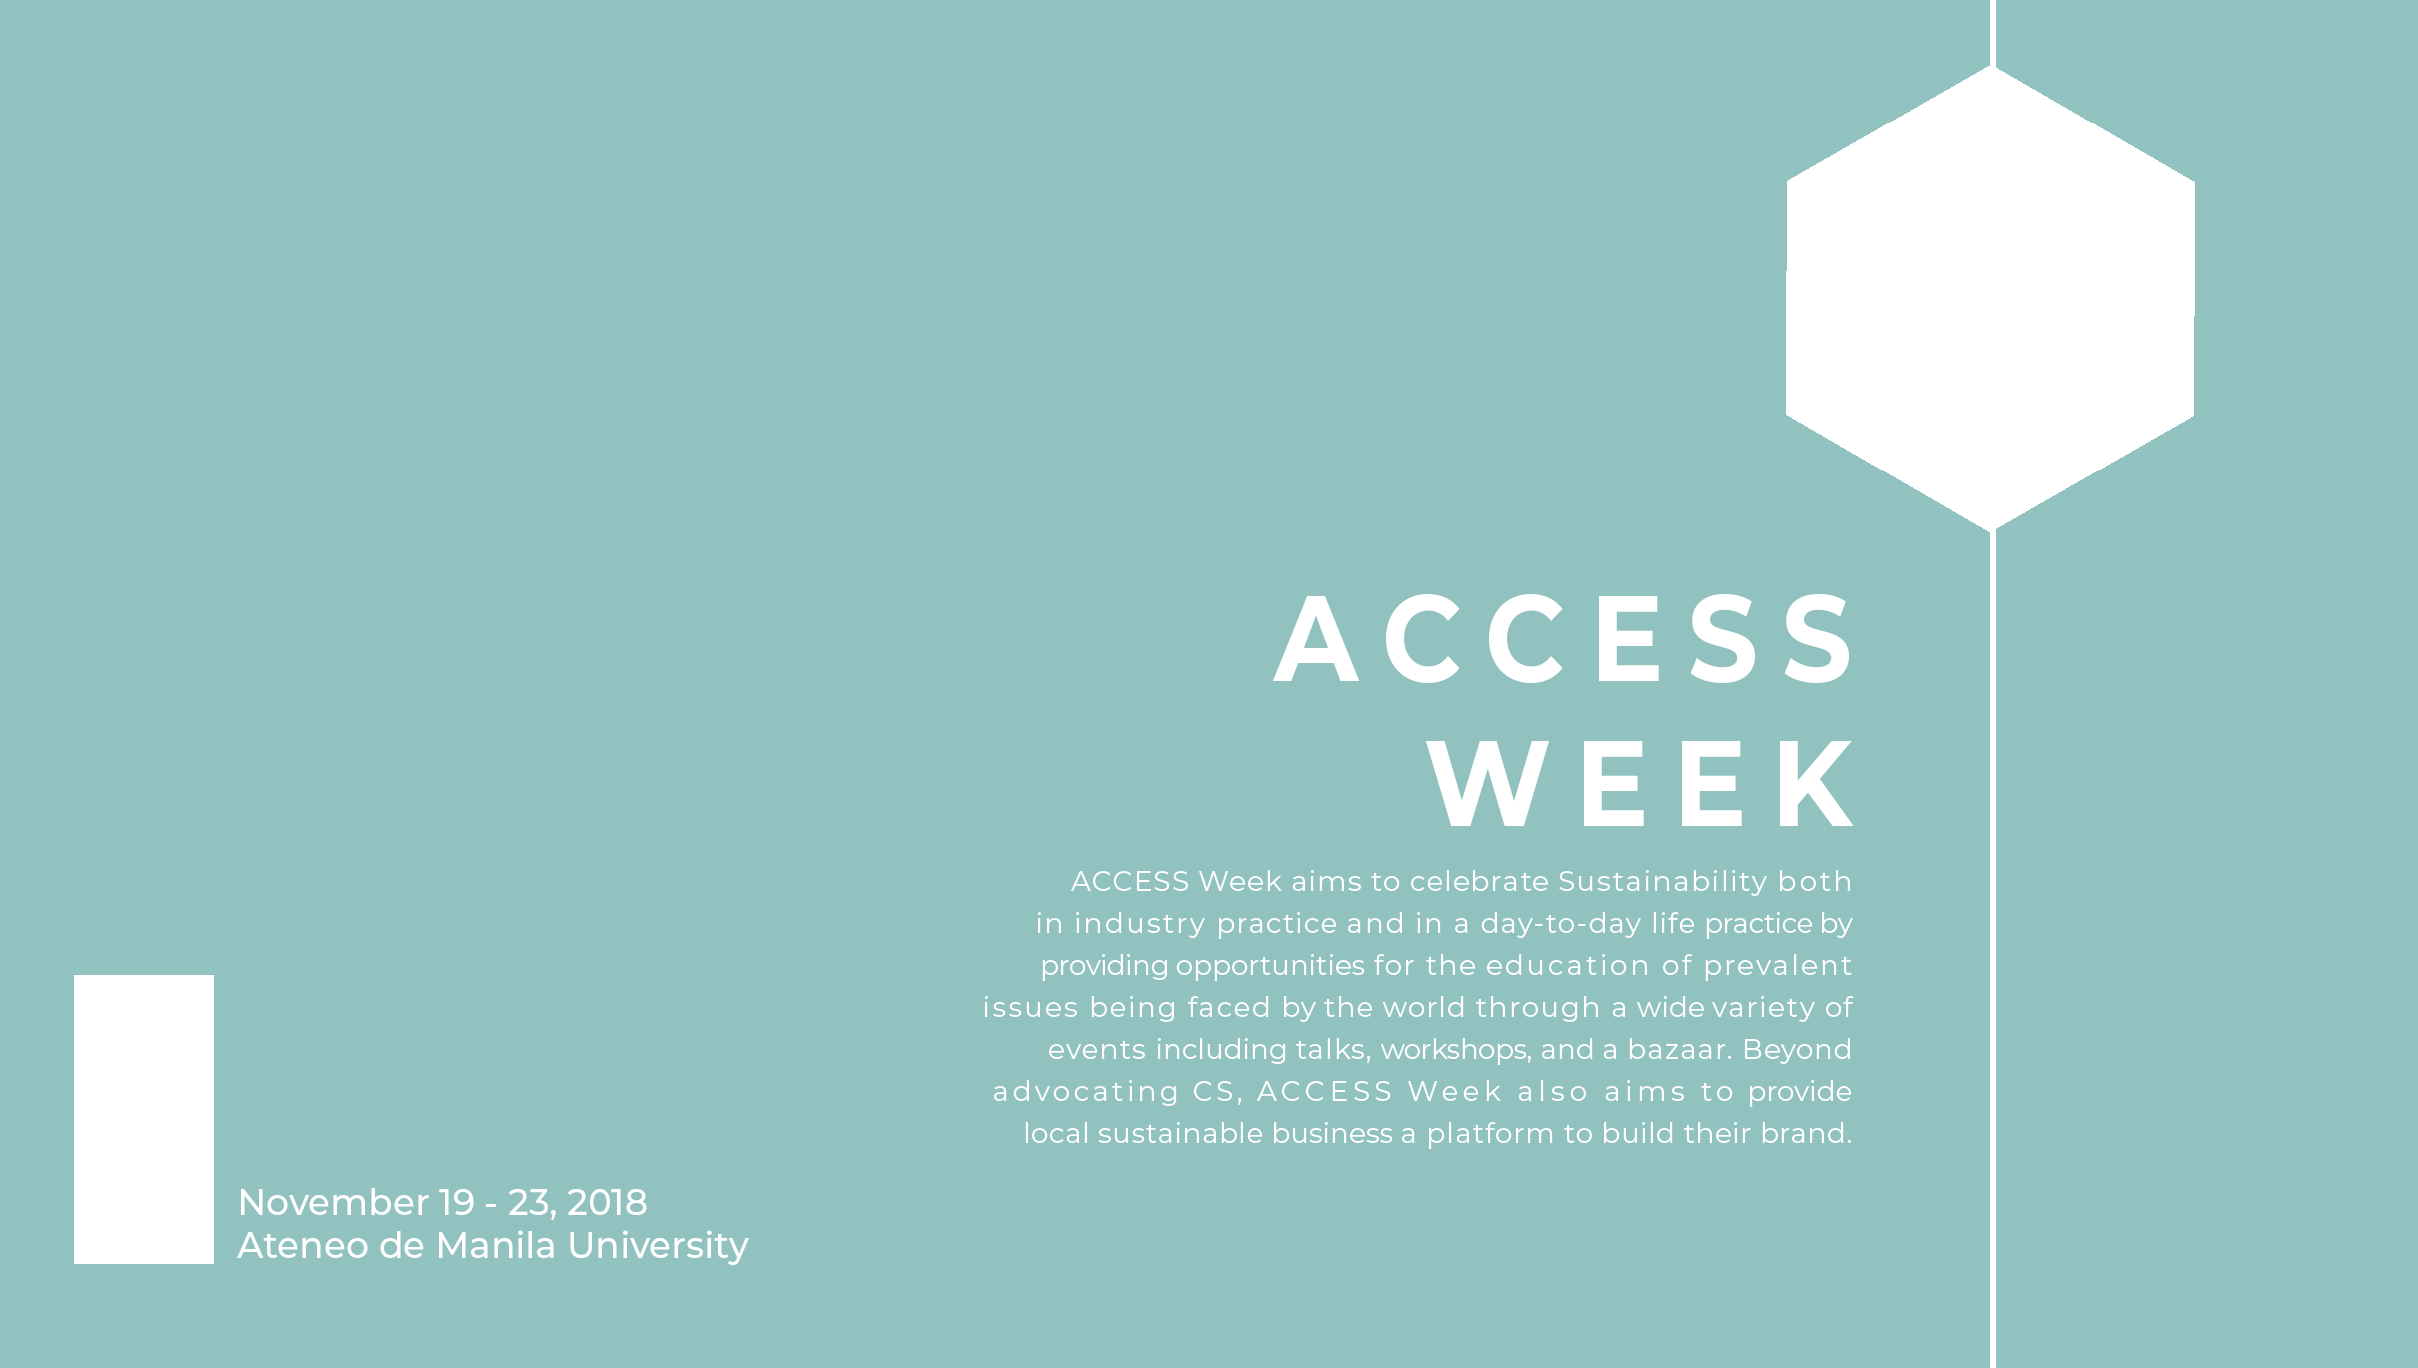 ACCESS
WEEK
ACCESS Week aims to celebrate Sustainability both
in industry practice and in a day-to-day life practice by
providing opportunities for the education of prevalent
issues being faced by the world through a wide variety of
events including talks, workshops, and a bazaar. Beyond
advocating CS, ACCESS Week also aims to provide
local sustainable business a platform to build their brand.
November 19 - 23, 2018
Ateneo de Manila University